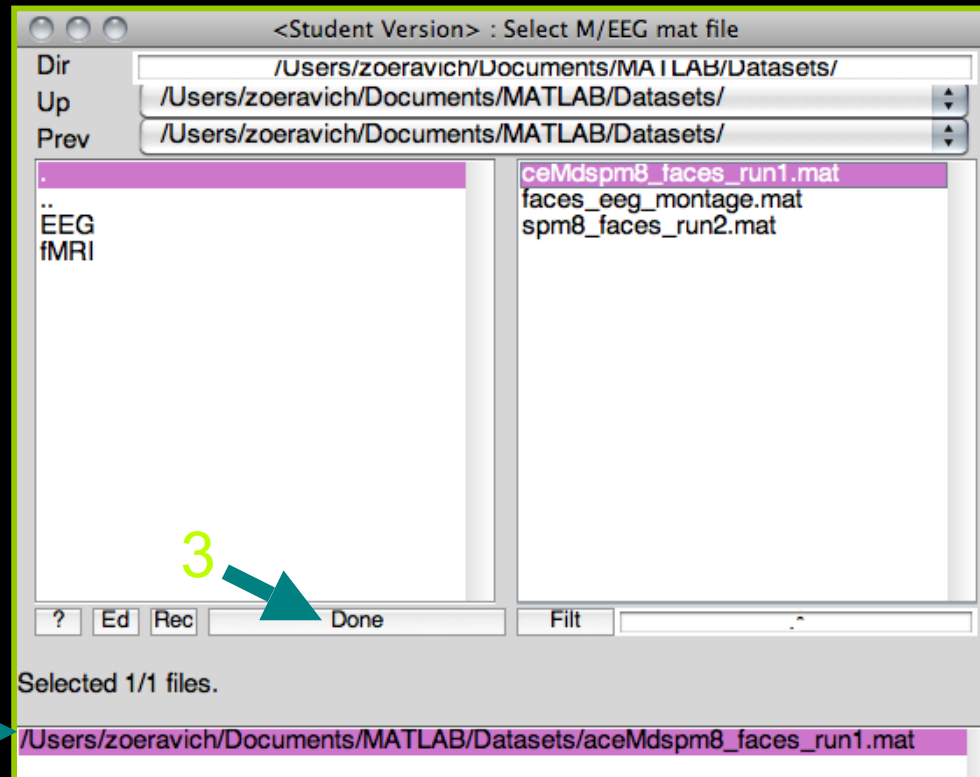 <Student Version> : Select M/EEG mat file
Dir /Users/zoeravich/Documents/MATLAB/Datasets/
Up /Users/zoeravich/Documents/MATLAB/Datasets/
Prev /Users/zoeravich/Documents/MATLAB/Datasets/
.
..
EEG
fMRI
ceMdspm8_faces_run1.mat
faces_eeg_montage.mat
spm8_faces_run2.mat
3
? Ed Rec Done Filt
Selected 1/1 files.
/Users/zoeravich/Documents/MATLAB/Datasets/aceMdspm8_faces_run1.mat